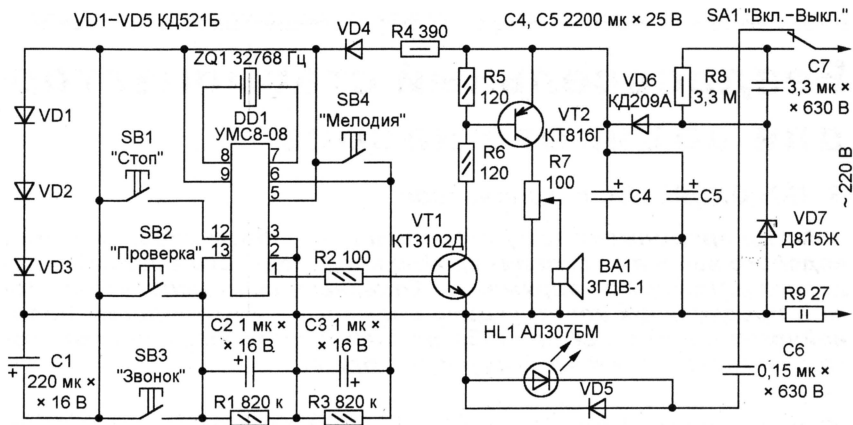 VD1–VD5 КД521Б
VD4
R4 390
C4, C5 2200 мк × 25 В
SA1 "Вкл.–Выкл."
ZQ1 32768 Гц
VD1
VD2
VD3
SB1
"Стоп"
SB2
"Проверка"
SB3
"Звонок"
DD1
УМС8-08
8
9
12
13
7
6
5
3
2
1
SB4
"Мелодия"
R2 100
R5
120
R6
120
VT1
КТ3102Д
VT2
КТ816Г
R7
100
BA1
3ГДВ-1
VD6
КД209А
R8
3,3 М
C7
3,3 мк ×
× 630 В
C4
C5
VD7
Д815Ж
~ 220 В
R9 27
C1
220 мк ×
× 16 В
C2 1 мк ×
× 16 В
C3 1 мк ×
× 16 В
R1 820 к
R3 820 к
HL1 АЛ307БМ
VD5
C6
0,15 мк ×
× 630 В
+
+
+
+
+